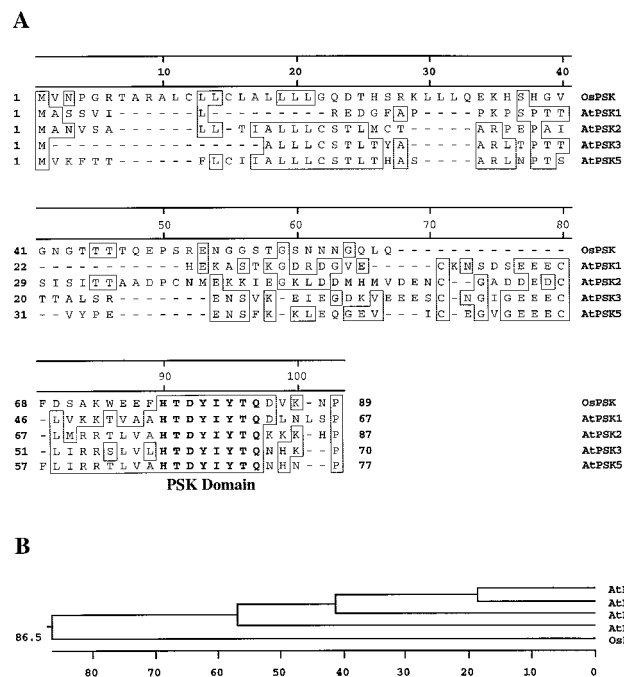 A
10 20 30 40
1 M V N P G R T A R A L C L L C L A L L L L G Q D T H S R K L L L Q E K H S H G V OsPSK
1 M A S S V I - - - - - - L - - - - - - - - - R E D G F A P - - - - P K P S P T T AtPSK1
1 M A N V S A - - - - - - L L - T I A L L L C S T L M C T - - - - - A R P E P A I AtPSK2
1 M - - - - - - - - - - - - - - - - A L L L C S T L T Y A - - - - - A R L T P T T AtPSK3
1 M V K F T T - - - - - - F L C I I A L L L C S T L T H A S - - - - A R L N P T S AtPSK5
50 60 70 80
41 G N G T T T T Q E P S R E N G G S T G S N N N G Q L Q - - - - - - - - - - - - - OsPSK
22 - - - - - - - - - - - H E K A S T K G D R D G V E - - - - - C K N S D S E E E C AtPSK1
29 S I S I T T A A D P C N M E K K I E G K L D D M H M V D E N C - G A D D E D C AtPSK2
20 T T A L S R - - - - - - - E N S V K - E I E G D K V E E E S C - N G I G E E E C AtPSK3
31 - - V Y P E - - - - - - - E N S F K - K L E Q G E V - - - I C - E G V G E E E C AtPSK5
90 100
68 F D S A K W E E F H T D Y I Y T Q D V K - N P 89 OsPSK
46 - L V K K T V A A H T D Y I Y T Q D L N L S P 67 AtPSK1
67 - L M R R T L V A H T D Y I Y T Q K K K - H P 87 AtPSK2
51 - L I R R S L V L H T D Y I Y T Q N H K - - P 70 AtPSK3
57 F L I R R T L V A H T D Y I Y T Q N H N - - P 77 AtPSK5
PSK Domain
B
86.5
80 70 60 50 40 30 20 10 0